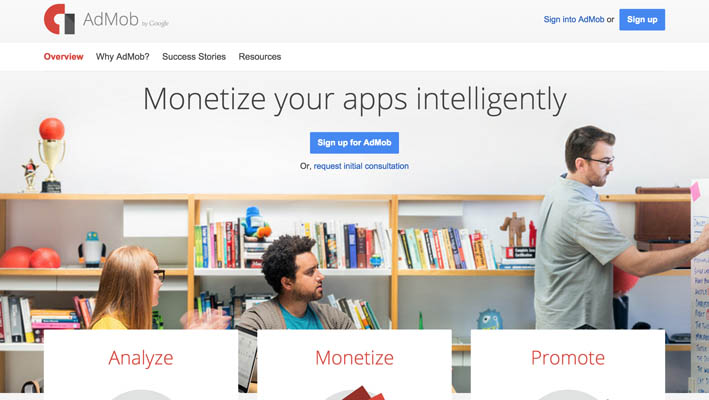 AdMob by Google
Sign into AdMob or Sign up
Overview Why AdMob? Success Stories Resources
Monetize your apps intelligently
Sign up for AdMob
Or, request initial consultation
Analyze Monetize Promote